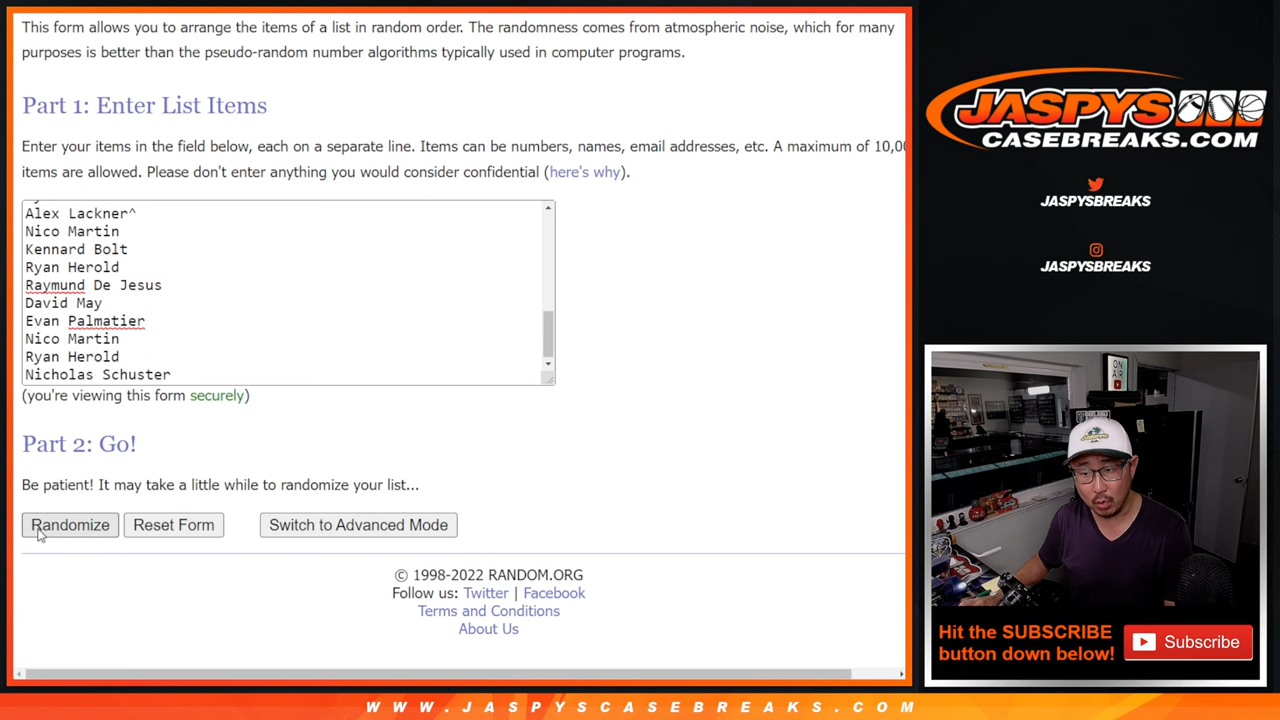 This form allows you to arrange the items of a list in random order. The randomness comes from atmospheric noise, which for many
purposes is better than the pseudo-random number algorithms typically used in computer programs.
Part 1: Enter List Items
Enter your items in the field below, each on a separate line. Items can be numbers, names, email addresses, etc. A maximum of 10,00
items are allowed. Please don't enter anything you would consider confidential (here's why).
Alex Lackner^
Nico Martin
Kennard Bolt
Ryan Herold
Raymund De Jesus
David May
Evan Palmatier
Nico Martin
Ryan Herold
Nicholas Schuster
(you're viewing this form securely)
Part 2: Go!
Be patient! It may take a little while to randomize your list...
Randomize
Reset Form
Switch to Advanced Mode
© 1998-2022 RANDOM.ORG
Follow us: Twitter | Facebook
Terms and Conditions
About Us
JASPYS
CASEBREAKS.COM
JASPYSBREAKS
JASPYSBREAKS
ON
AIR
Hit the SUBSCRIBE
button down below!
Subscribe
WWW.JASPYSCASEBREAKS.COM